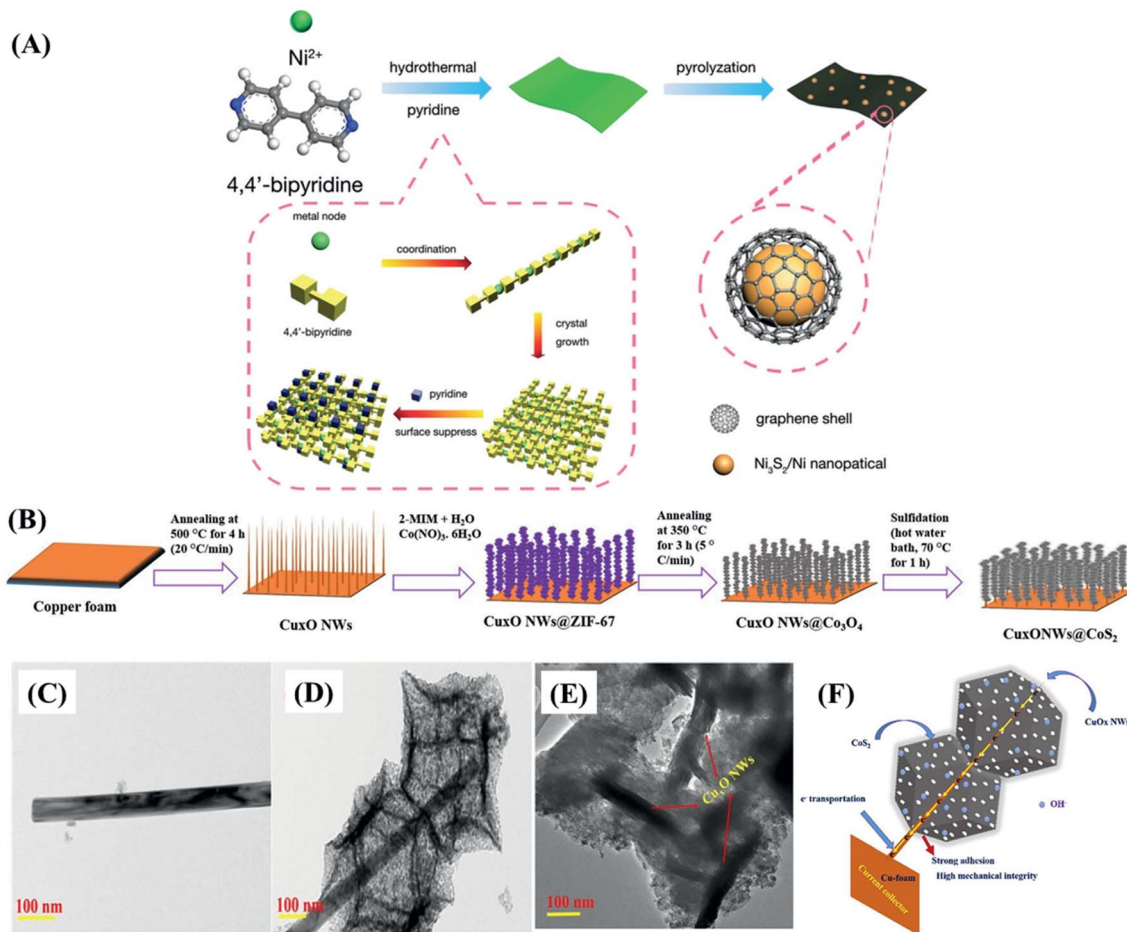 (A)
Ni²⁺
4,4'-bipyridine
hydrothermal
pyridine
pyrolyzation
metal node
4,4'-bipyridine
coordination
crystal
growth
pyridine
surface suppress
graphene shell
Ni₃S₂/Ni nanopatical
(B)
Copper foam
Annealing at
500 °C for 4 h
(20 °C/min)
CuxO NWs
2-MIM + H₂O
Co(NO)₃. 6H₂O
CuxO NWs@ZIF-67
Annealing
at 350 °C
for 3 h (5 °
C/min)
CuxO NWs@Co₃O₄
Sulfidation
(hot water
bath, 70 °C
for 1 h)
CuxONWs@CoS₂
(C)
100 nm
(D)
100 nm
(E)
CuₓO NWs
100 nm
(F)
CuOx NWs
CoS₂
OH⁻
e⁻ transportation
Strong adhesion
High mechanical integrity
Cu-foam
Current collector